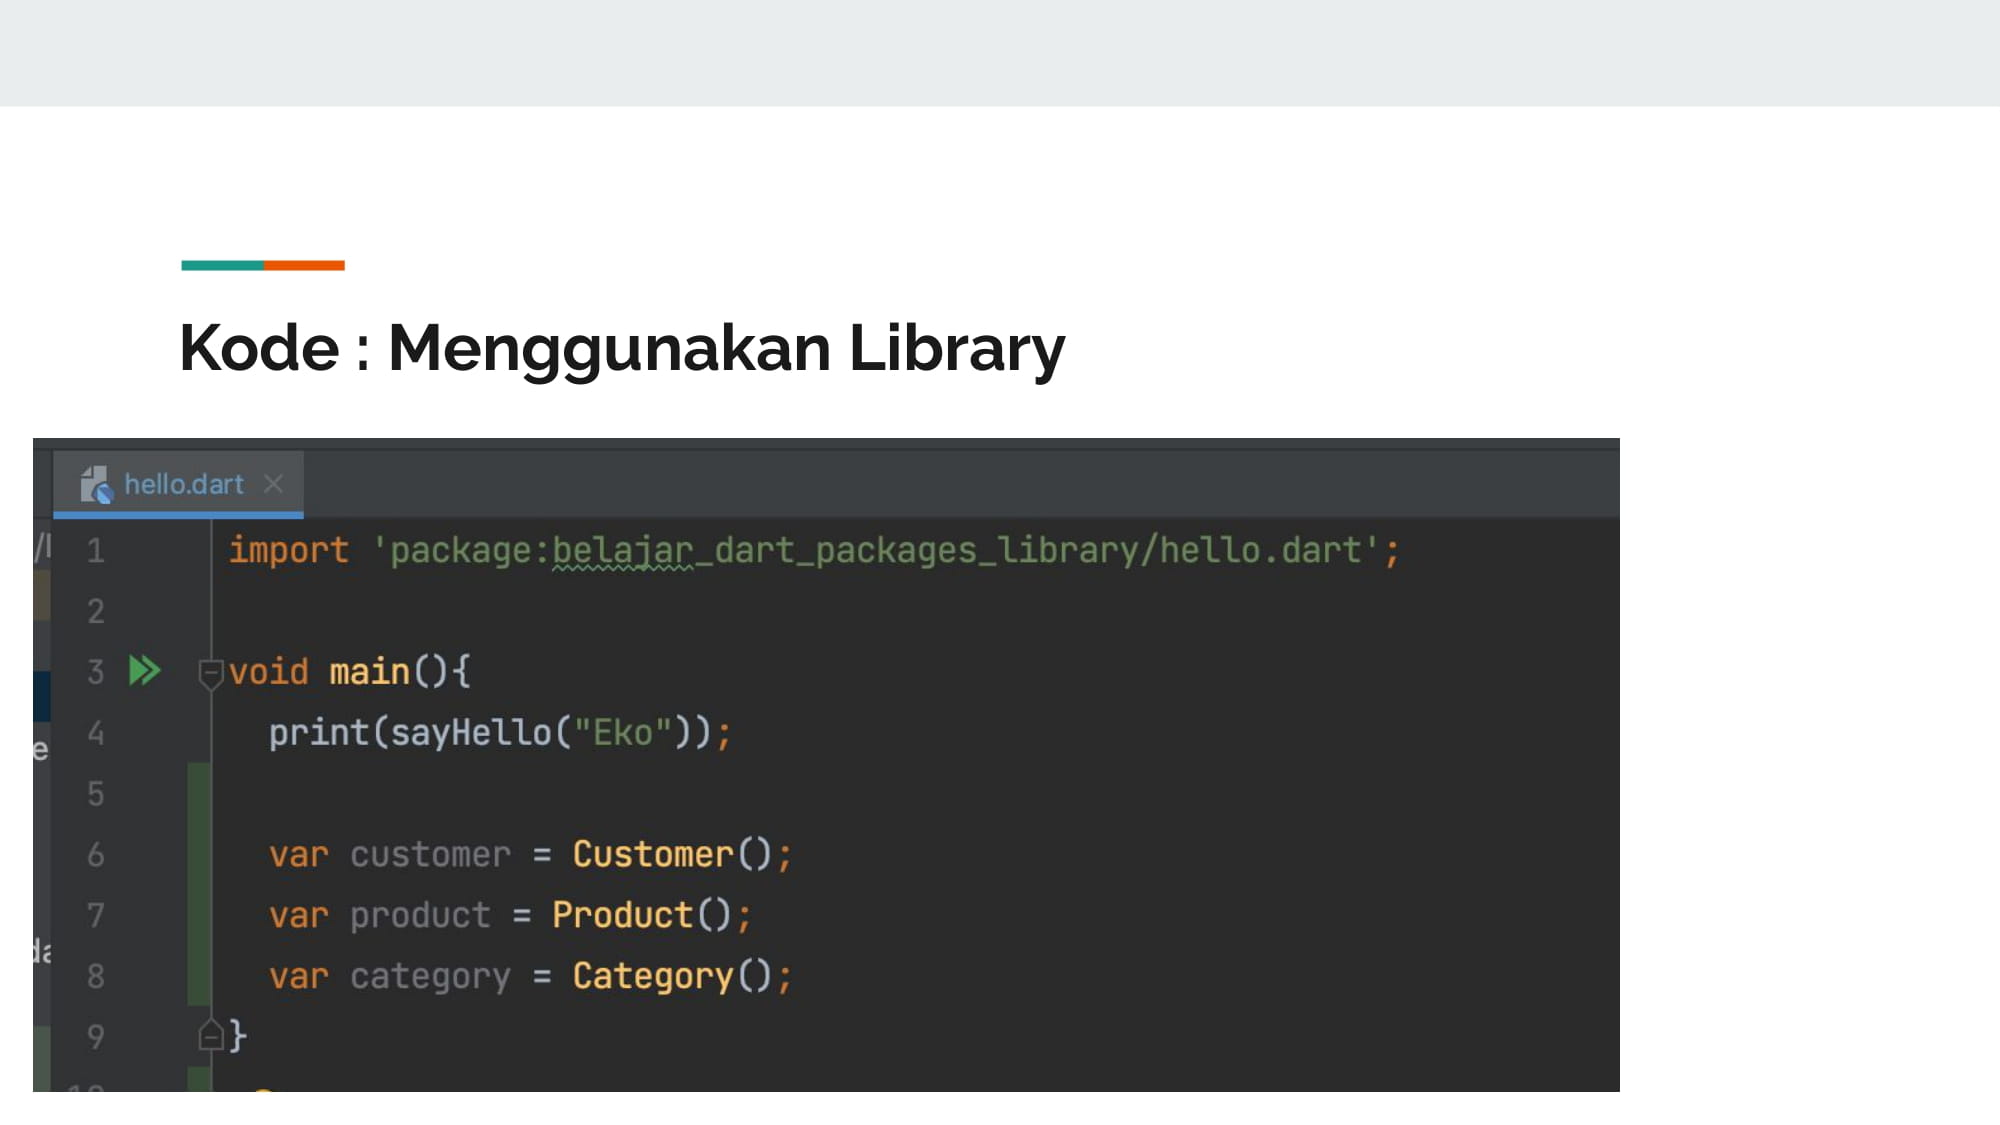 Kode : Menggunakan Library
hello.dart
1 import 'package:belajar_dart_packages_library/hello.dart';
2
3 void main(){
4 print(sayHello("Eko"));
5
6 var customer = Customer();
7 var product = Product();
8 var category = Category();
9 }